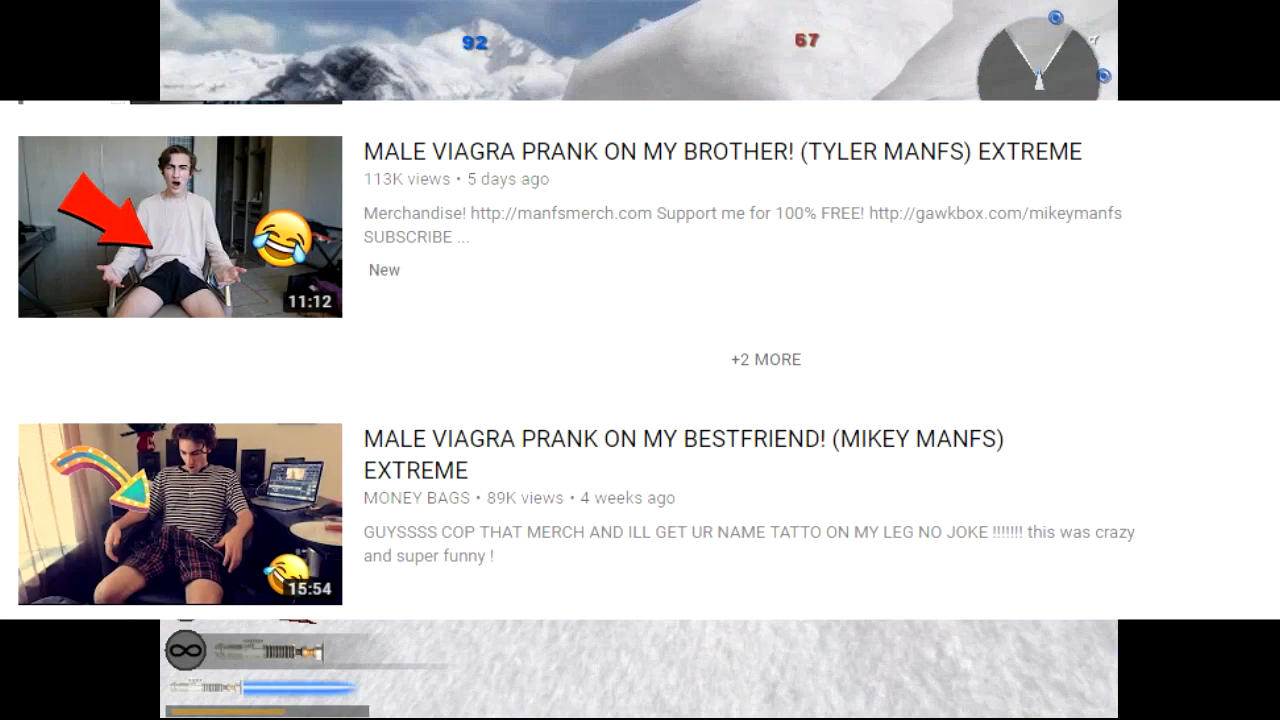 92
67
MALE VIAGRA PRANK ON MY BROTHER! (TYLER MANFS) EXTREME
113K views • 5 days ago
Merchandise! http://manfsmerch.com Support me for 100% FREE! http://gawkbox.com/mikeymanfs
SUBSCRIBE ...
New
11:12
+2 MORE
MALE VIAGRA PRANK ON MY BESTFRIEND! (MIKEY MANFS)
EXTREME
MONEY BAGS • 89K views • 4 weeks ago
GUYSSSS COP THAT MERCH AND ILL GET UR NAME TATTO ON MY LEG NO JOKE !!!!!!! this was crazy
and super funny !
15:54